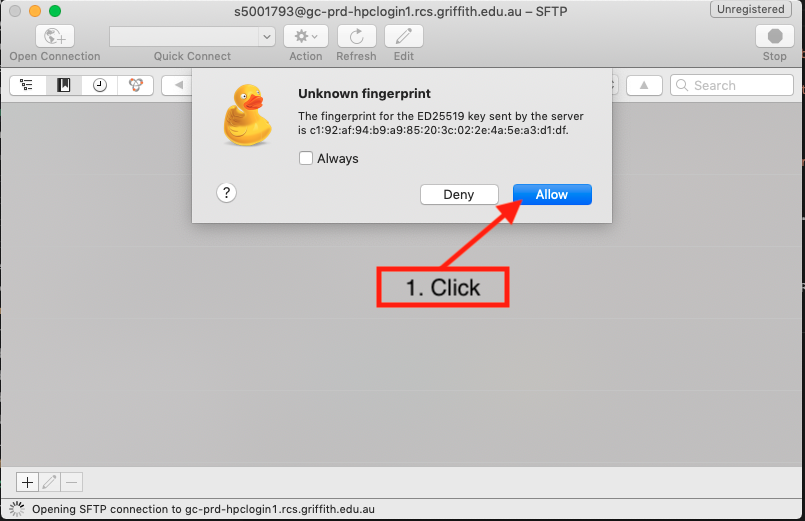 s5001793@gc-prd-hpclogin1.rcs.griffith.edu.au – SFTP
Unregistered
Open Connection
Quick Connect
Action
Refresh
Edit
Stop
Search
Unknown fingerprint
The fingerprint for the ED25519 key sent by the server
is c1:92:af:94:b9:a9:85:20:3c:02:2e:4a:5e:a3:d1:df.
Always
?
Deny
Allow
1. Click
Opening SFTP connection to gc-prd-hpclogin1.rcs.griffith.edu.au